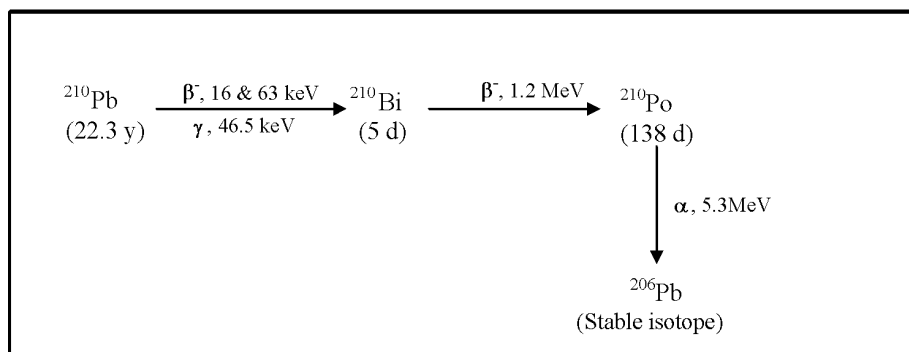 ²¹⁰Pb
(22.3 y)
β⁻, 16 & 63 keV
γ, 46.5 keV
²¹⁰Bi
(5 d)
β⁻, 1.2 MeV
²¹⁰Po
(138 d)
α, 5.3MeV
²⁰⁶Pb
(Stable isotope)